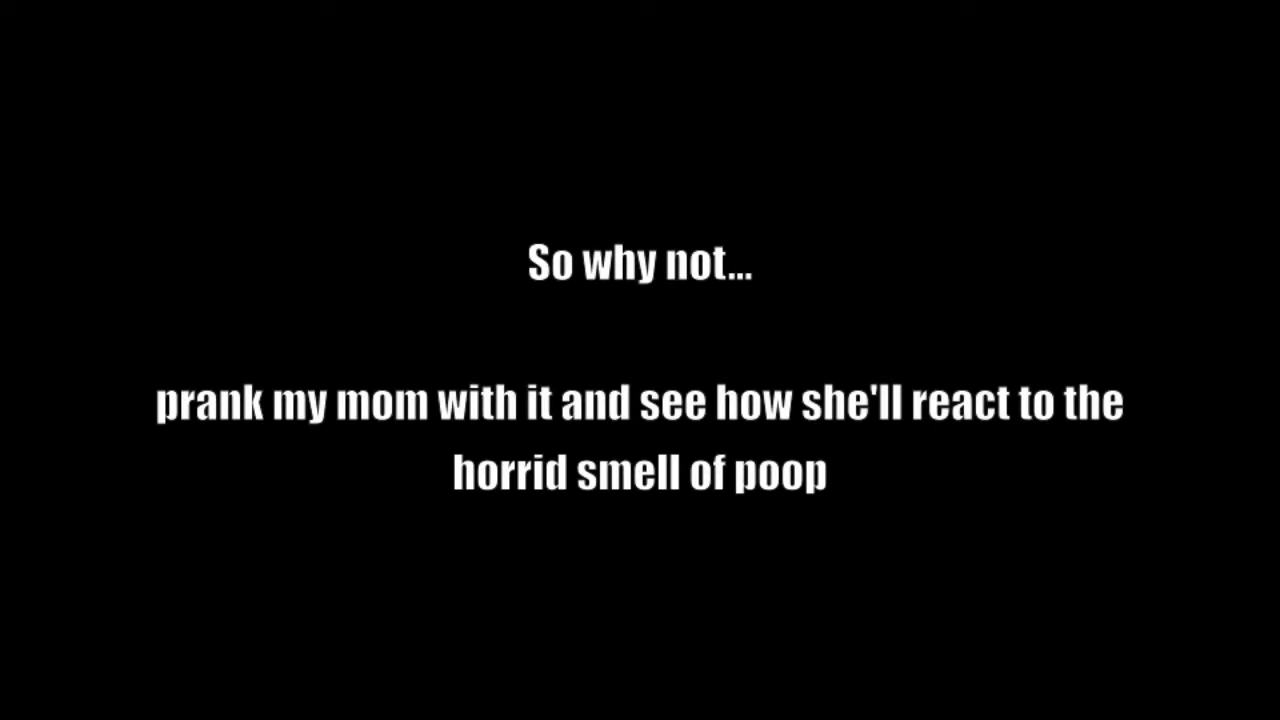 So why not...
prank my mom with it and see how she'll react to the
horrid smell of poop